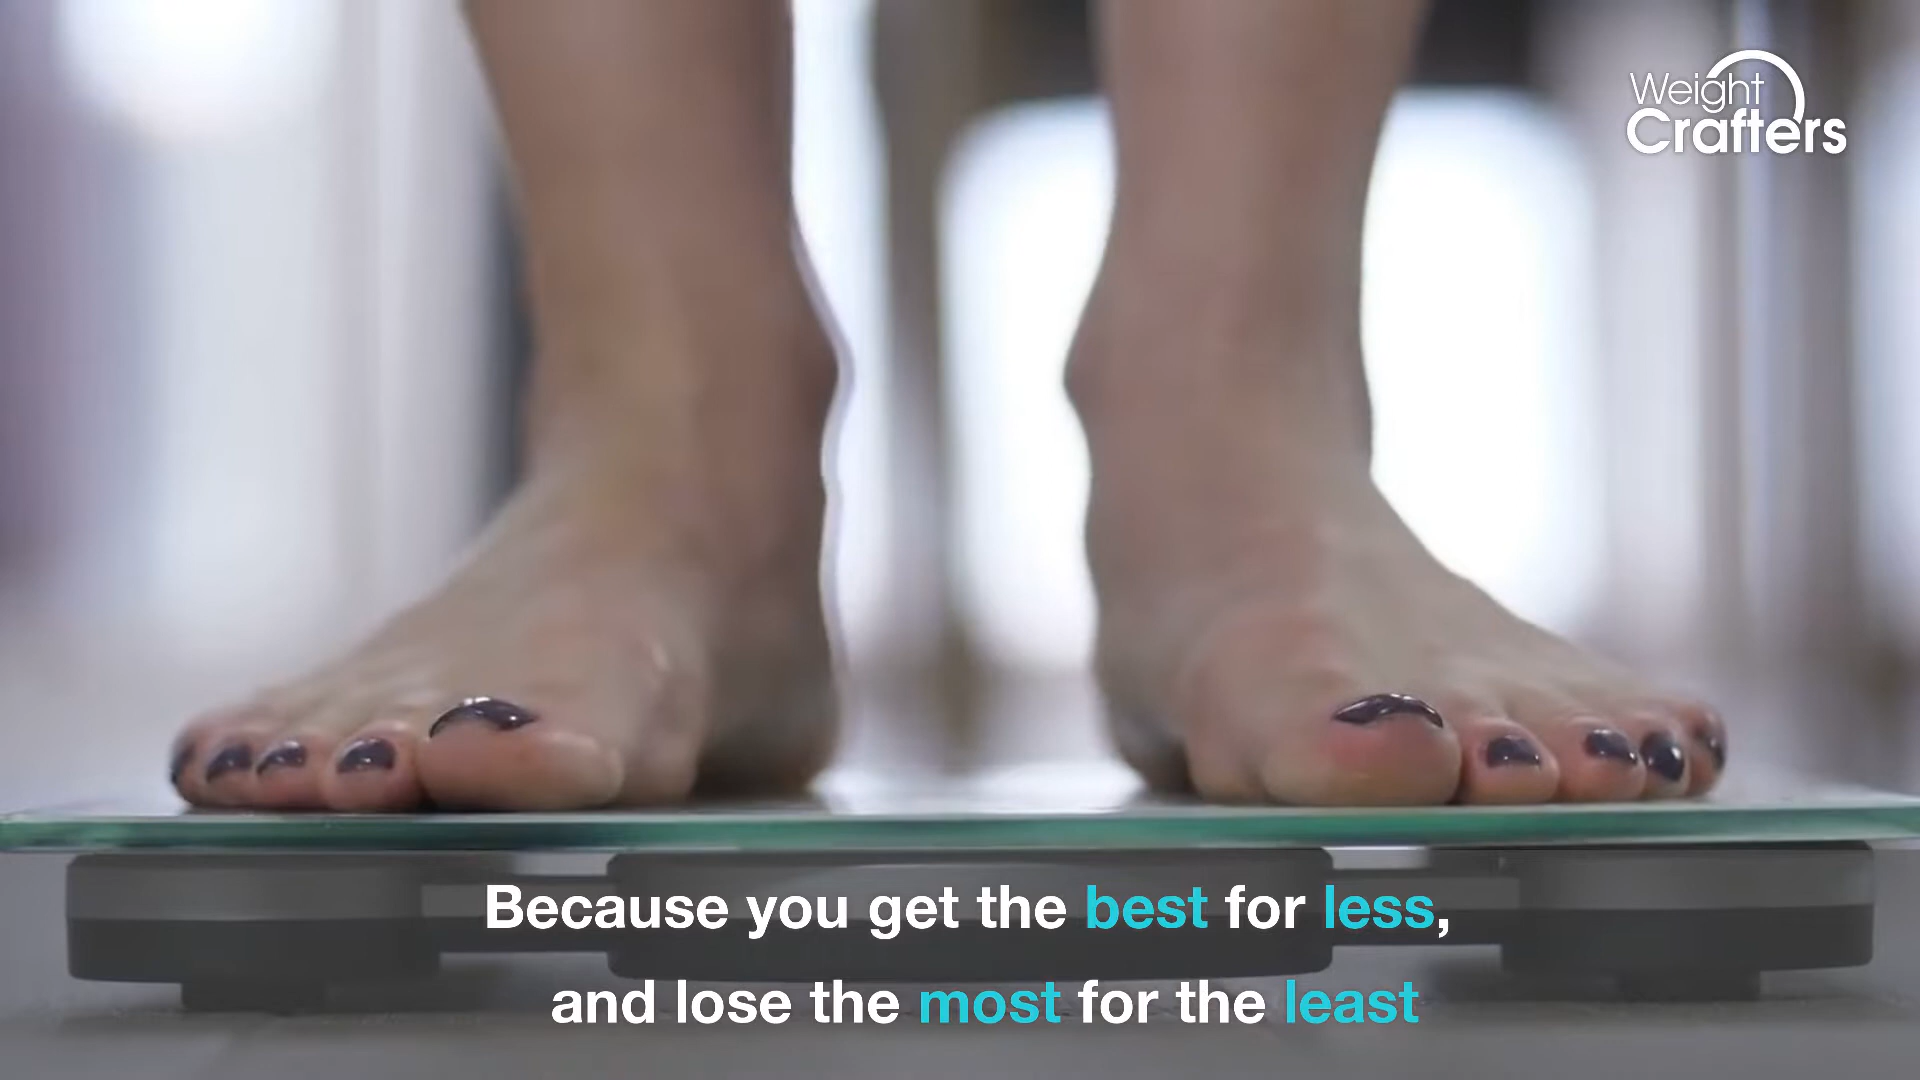 Weight
Crafters
Because you get the best for less,
and lose the most for the least